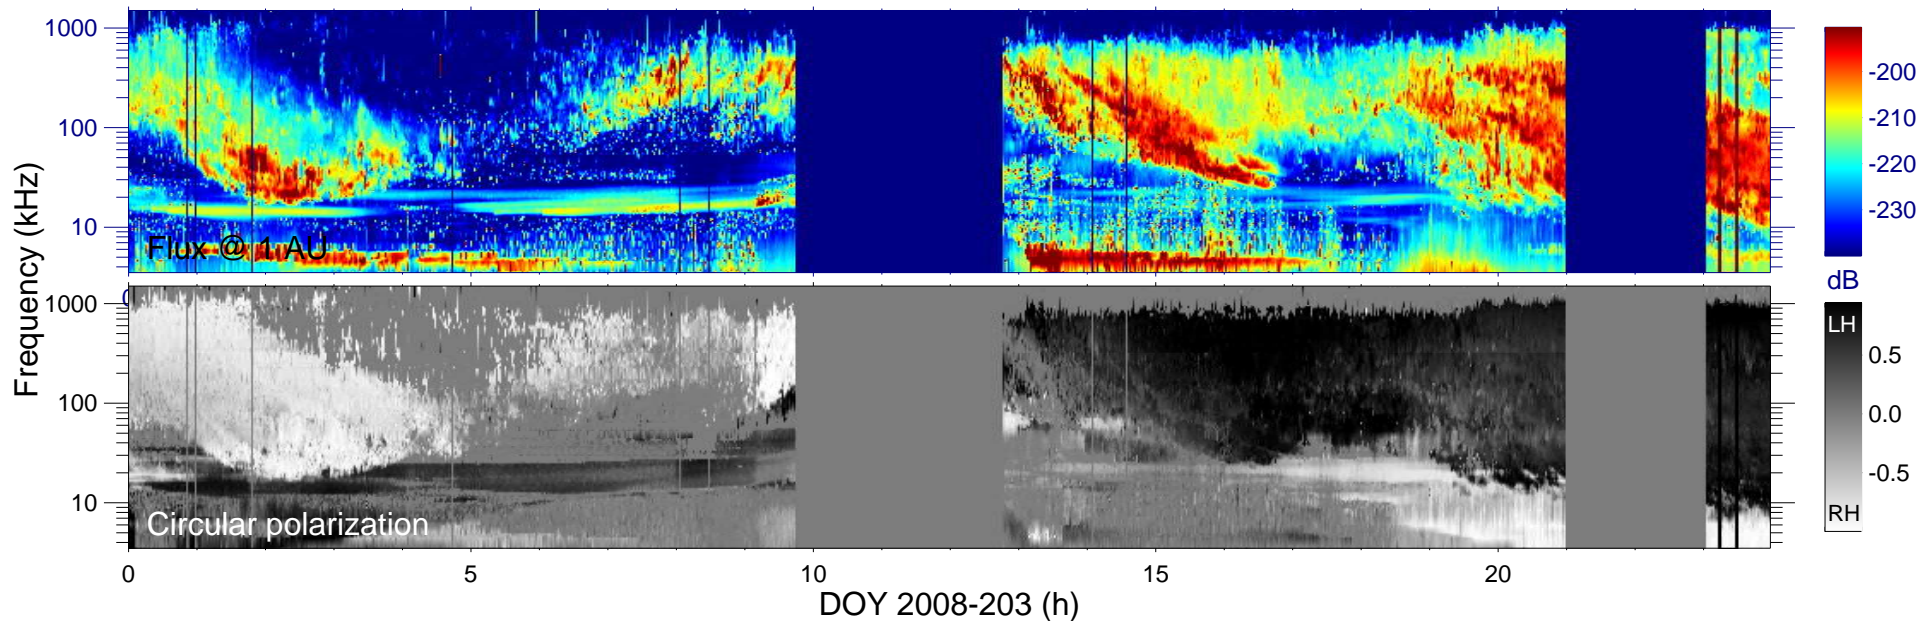 Frequency (kHz)
1000
100
10
Flux @ 1 AU
-200
-210
-220
-230
dB
1000
100
10
Circular polarization
LH
0.5
0.0
-0.5
RH
0 5 10 15 20
DOY 2008-203 (h)